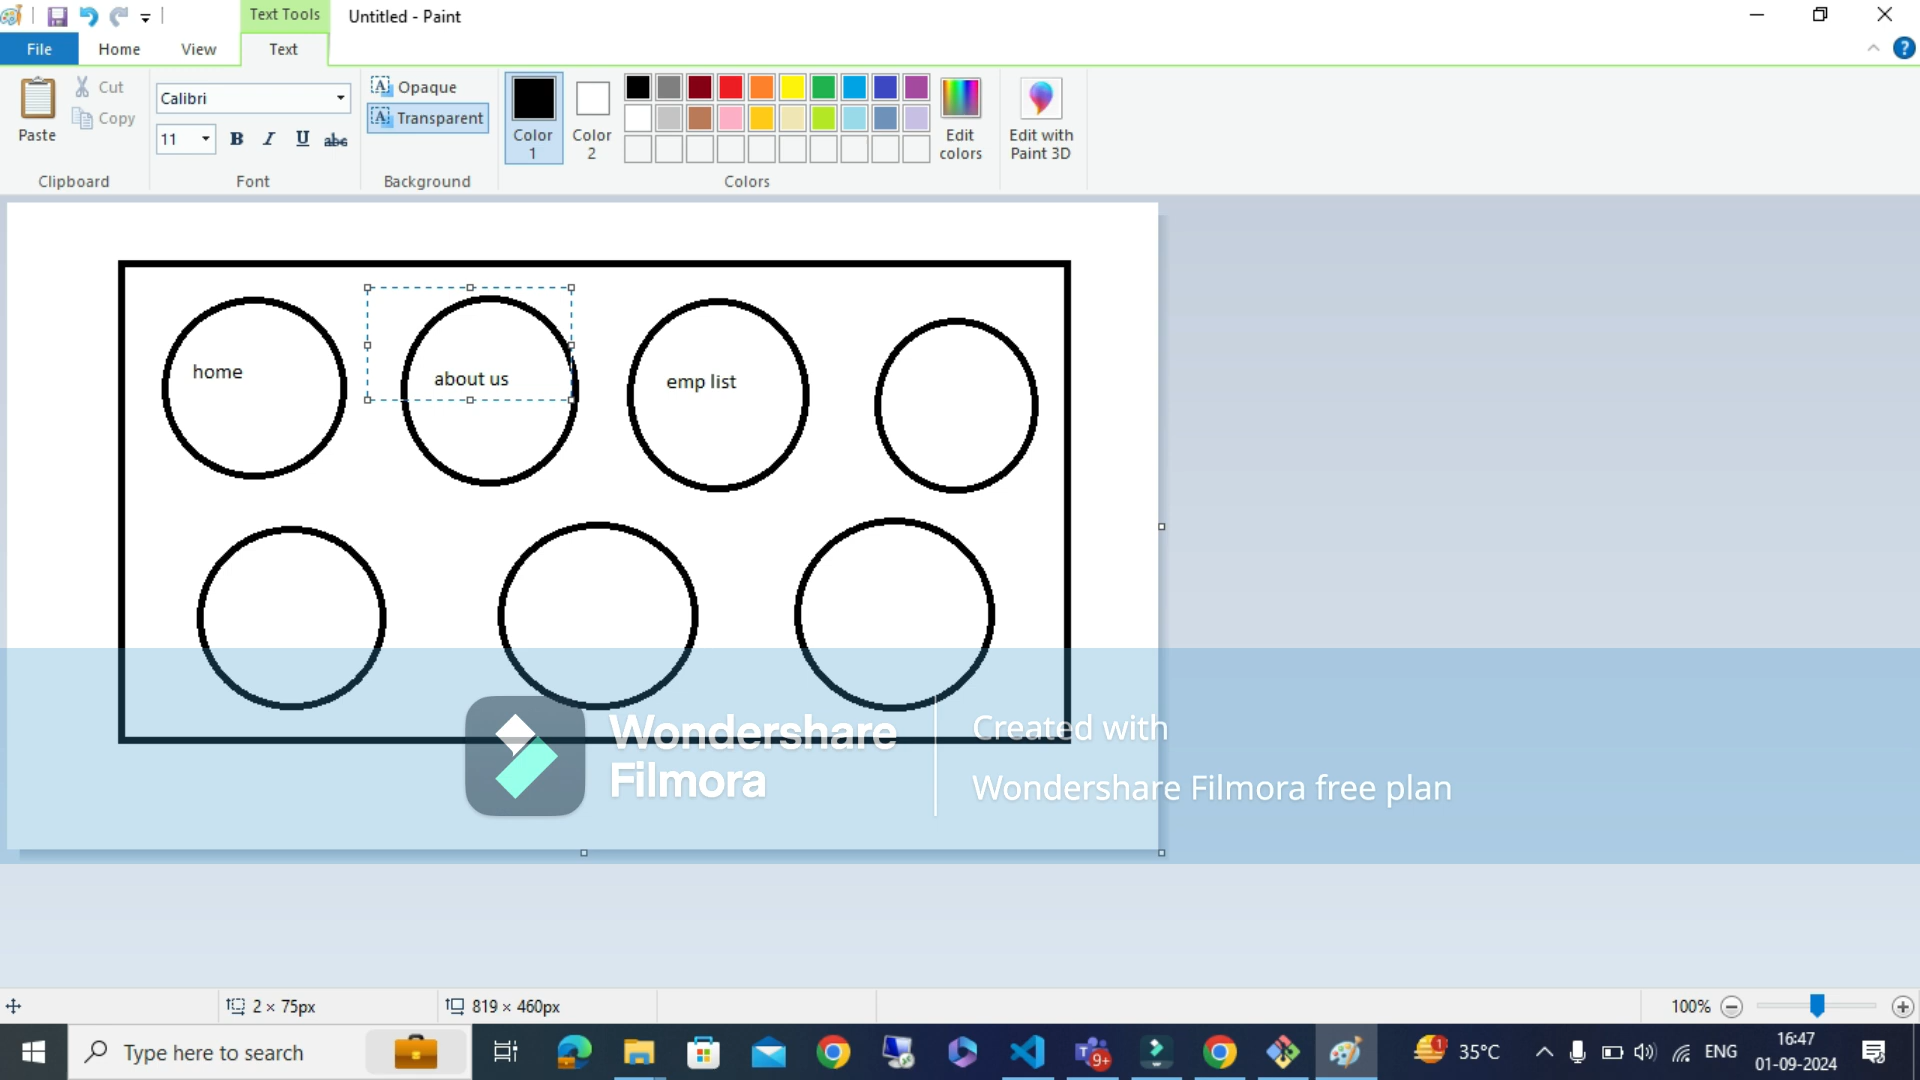 Text Tools
Untitled - Paint
File
Home
View
Text
?
Paste
Cut
Copy
Calibri
11
B
I
U
abc
Opaque
Transparent
Color
1
Color
2
Edit
colors
Edit with
Paint 3D
Clipboard
Font
Background
Colors
home
about us
emp list
Wondershare
Filmora
Created with
Wondershare Filmora free plan
2 × 75px
819 × 460px
100%
Type here to search
9+
1
35°C
ENG
16:47
01-09-2024